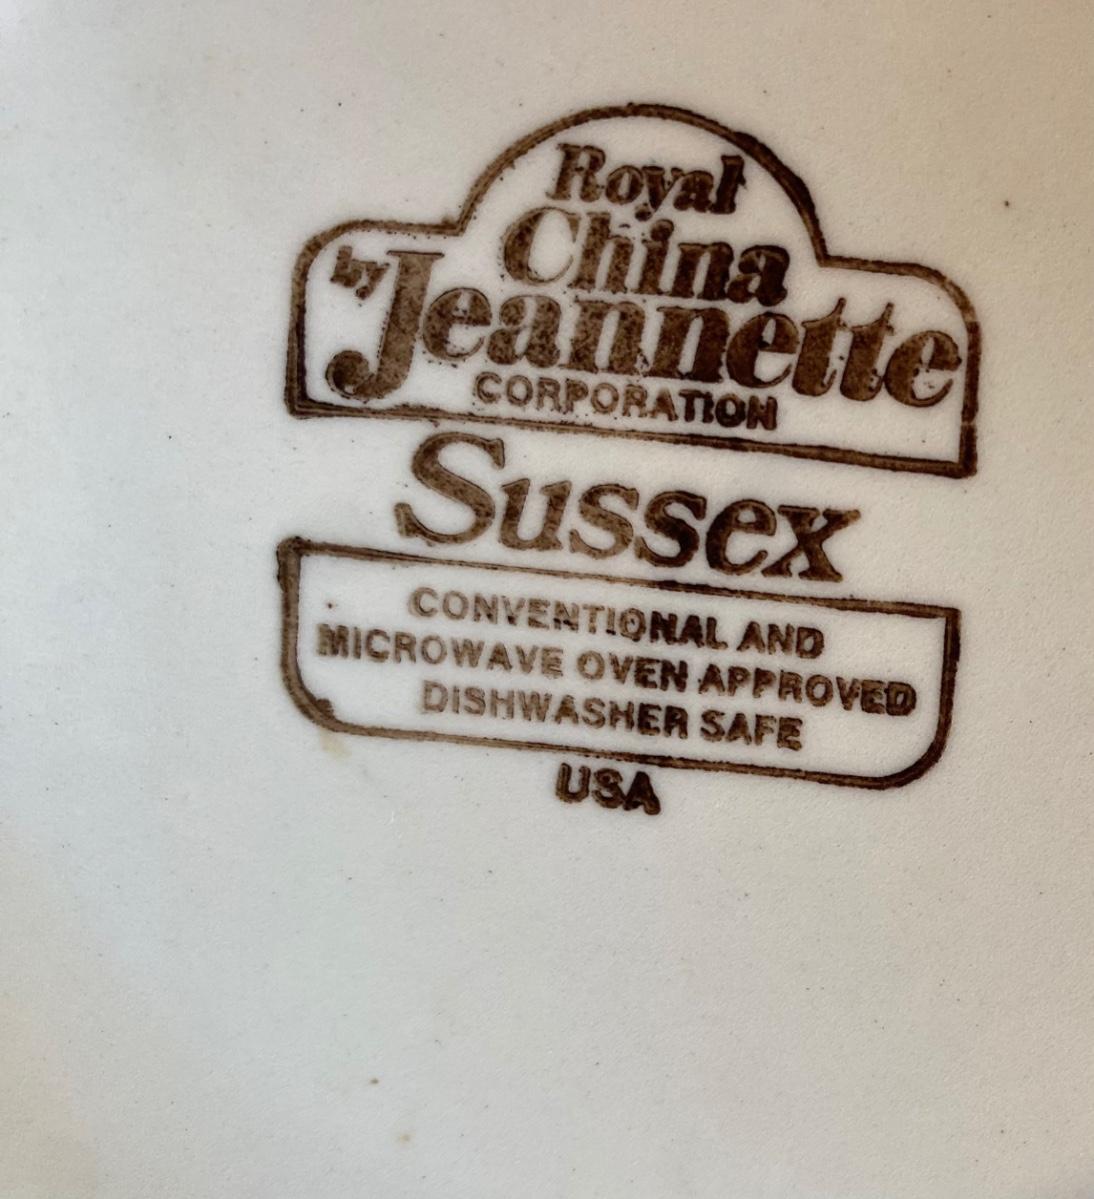 Royal
China
by Jeannette
CORPORATION
Sussex
CONVENTIONAL AND
MICROWAVE OVEN APPROVED
DISHWASHER SAFE
USA